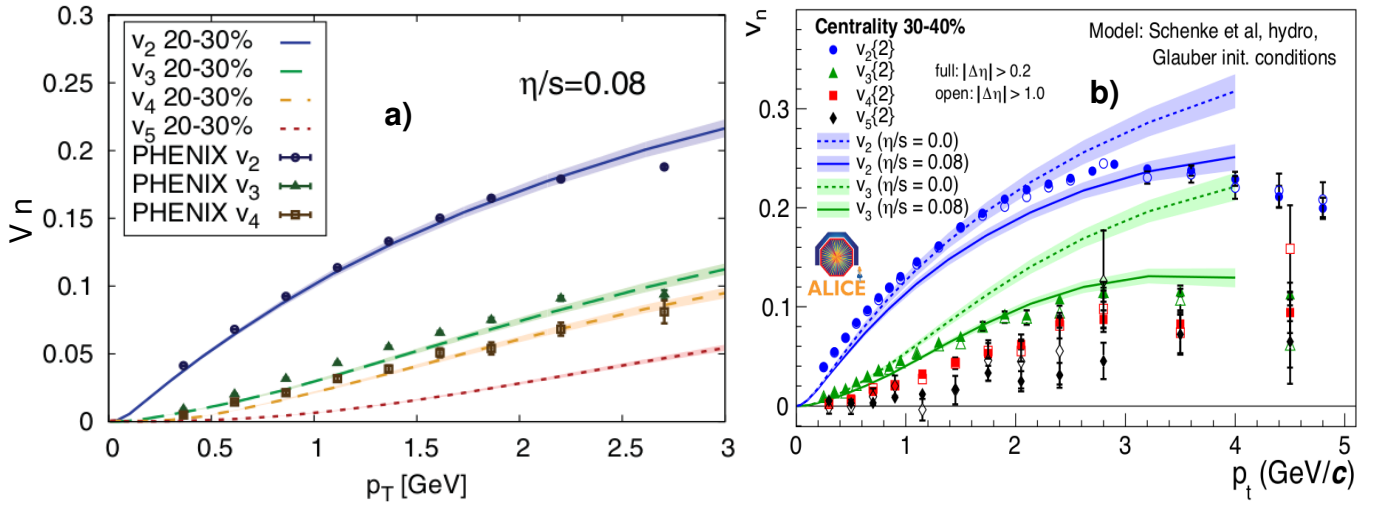 0.3
0.25
0.2
0.15
0.1
0.05
0
v n
v₂ 20-30%
v₃ 20-30%
v₄ 20-30%
v₅ 20-30%
PHENIX v₂
PHENIX v₃
PHENIX v₄
a)
η/s=0.08
0 0.5 1 1.5 2 2.5 3
p_T [GeV]
vₙ
0.3
0.2
0.1
0
Centrality 30-40%
v₂{2}
v₃{2}
v₄{2}
v₅{2}
full: |Δη| > 0.2
open: |Δη| > 1.0
v₂ (η/s = 0.0)
v₂ (η/s = 0.08)
v₃ (η/s = 0.0)
v₃ (η/s = 0.08)
ALICE
b)
Model: Schenke et al, hydro,
Glauber init. conditions
0 1 2 3 4 5
p_t (GeV/c)